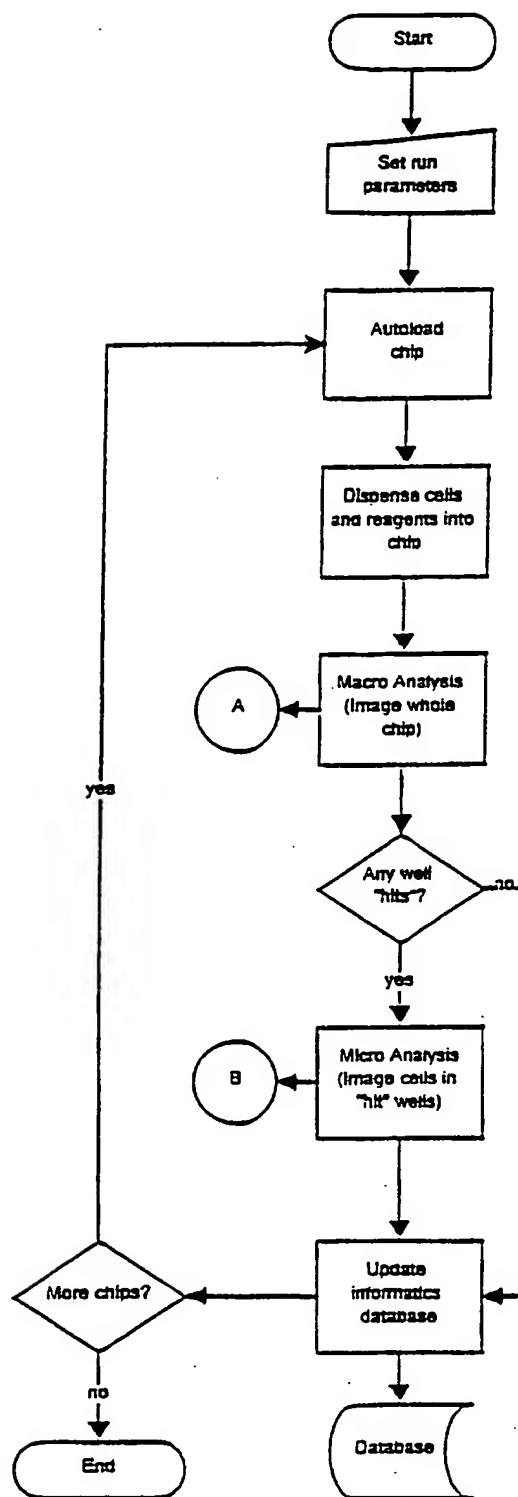 Start
Set run
parameters
Autoload
chip
Dispense cells
and reagents into
chip
A
Macro Analysis
(Image whole
chip)
yes
Any well
"hits"?
no
yes
B
Micro Analysis
(Image cells in
"hit" wells)
More chips?
Update
informatics
database
no
End
Database